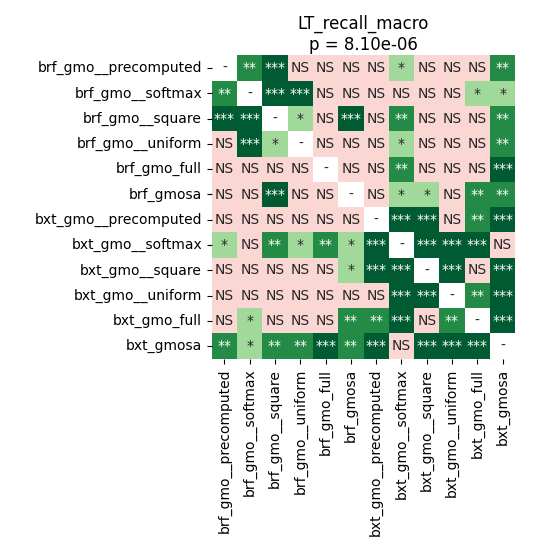 LT_recall_macro
p = 8.10e-06
brf_gmo__precomputed - ** *** NS NS NS NS * NS NS NS **
brf_gmo__softmax ** - *** *** NS NS NS NS NS NS * *
brf_gmo__square *** *** - * NS *** NS ** NS NS NS **
brf_gmo__uniform NS *** * - NS NS NS * NS NS NS **
brf_gmo_full NS NS NS NS - NS NS ** NS NS NS ***
brf_gmosa NS NS *** NS NS - NS * * NS ** **
bxt_gmo__precomputed NS NS NS NS NS NS - *** *** NS ** ***
bxt_gmo__softmax * NS ** * ** * *** - *** *** *** NS
bxt_gmo__square NS NS NS NS NS * *** *** - *** NS ***
bxt_gmo__uniform NS NS NS NS NS NS NS *** *** - ** ***
bxt_gmo_full NS * NS NS NS ** ** *** NS ** - ***
bxt_gmosa ** * ** ** *** ** *** NS *** *** *** -
brf_gmo__precomputed
brf_gmo__softmax
brf_gmo__square
brf_gmo__uniform
brf_gmo_full
brf_gmosa
bxt_gmo__precomputed
bxt_gmo__softmax
bxt_gmo__square
bxt_gmo__uniform
bxt_gmo_full
bxt_gmosa